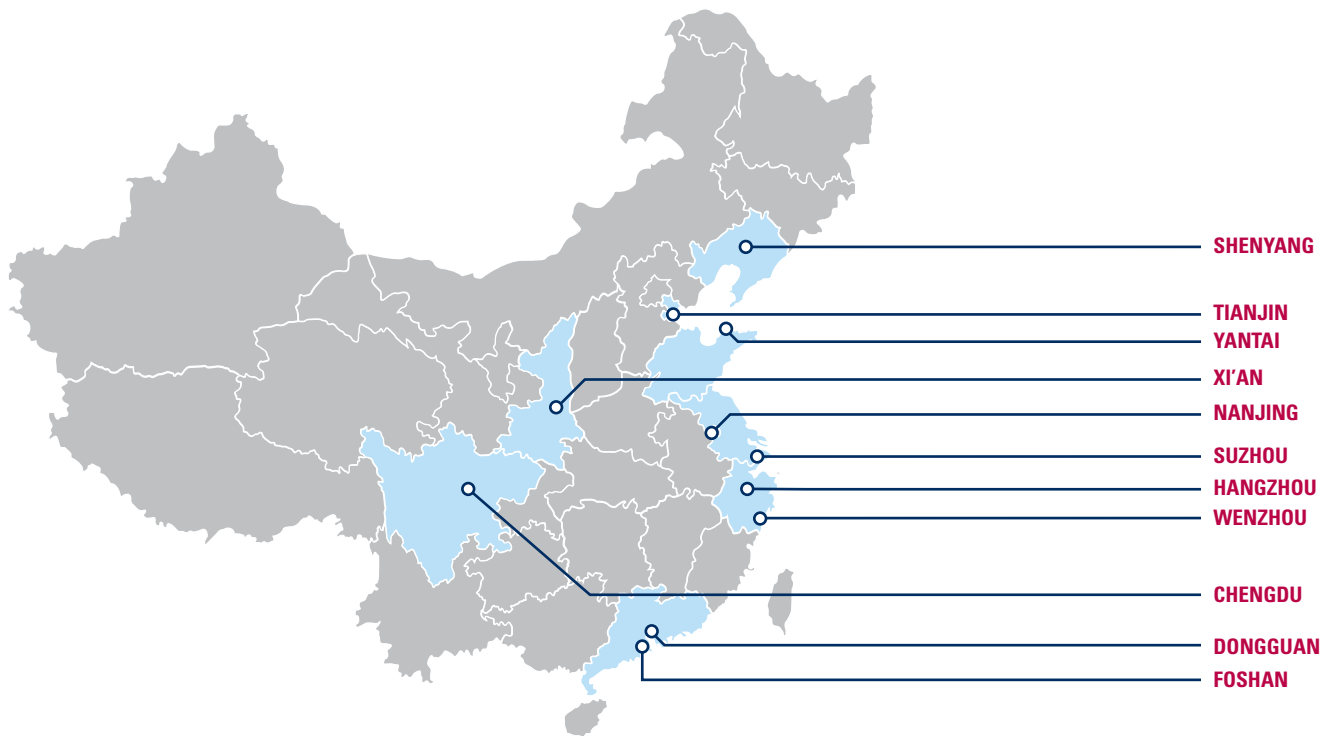 SHENYANG
TIANJIN
YANTAI
XI'AN
NANJING
SUZHOU
HANGZHOU
WENZHOU
CHENGDU
DONGGUAN
FOSHAN